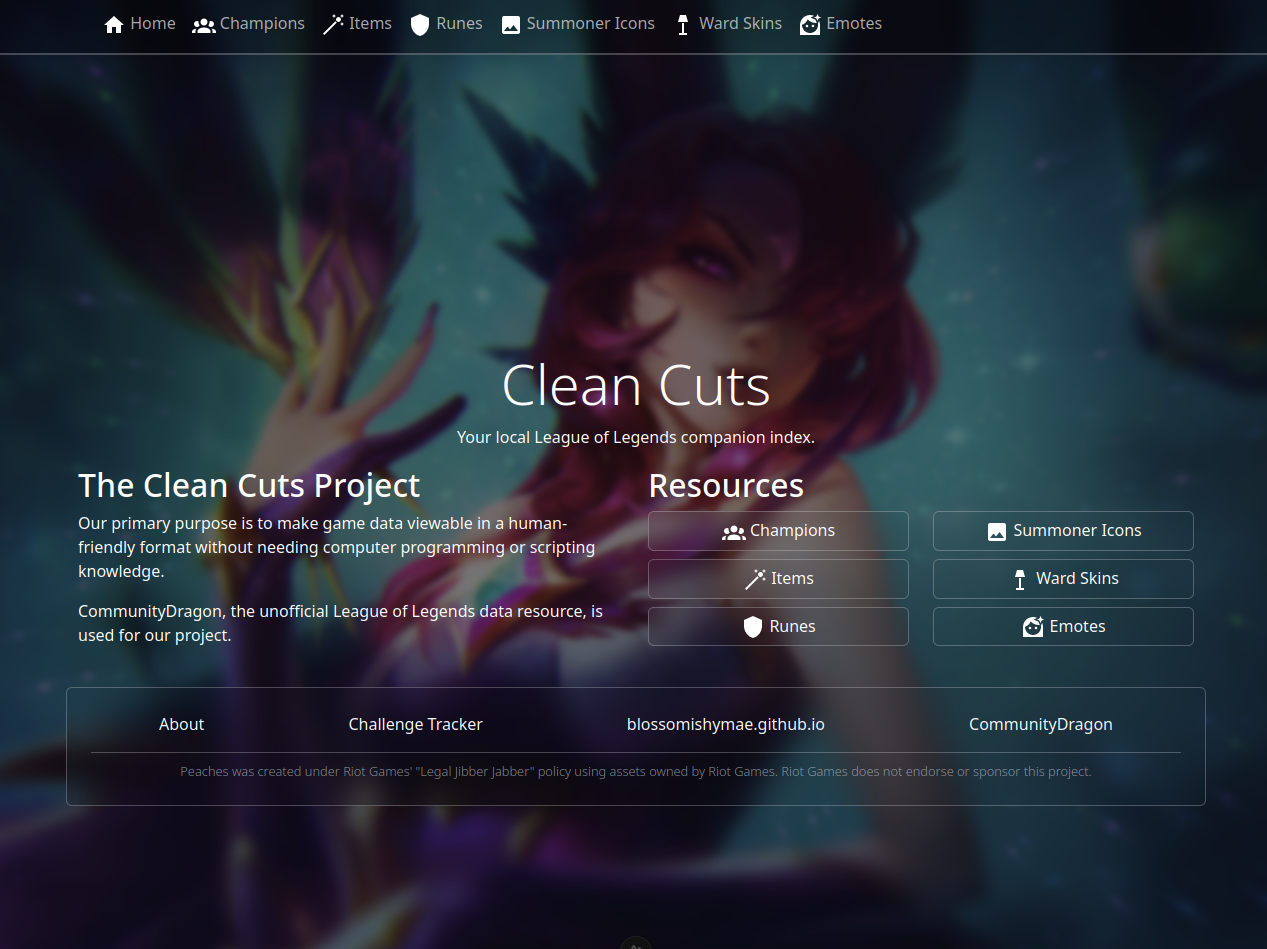 Home Champions Items Runes Summoner Icons Ward Skins Emotes
Clean Cuts
Your local League of Legends companion index.
The Clean Cuts Project
Our primary purpose is to make game data viewable in a human-
friendly format without needing computer programming or scripting
knowledge.
CommunityDragon, the unofficial League of Legends data resource, is
used for our project.
Resources
Champions
Summoner Icons
Items
Ward Skins
Runes
Emotes
About
Challenge Tracker
blossomishymae.github.io
CommunityDragon
Peaches was created under Riot Games' "Legal Jibber Jabber" policy using assets owned by Riot Games. Riot Games does not endorse or sponsor this project.